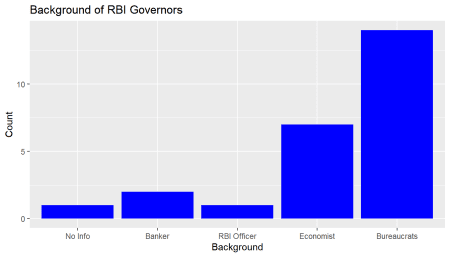 Background of RBI Governors
Count
10
5
0
No Info Banker RBI Officer Economist Bureaucrats
Background